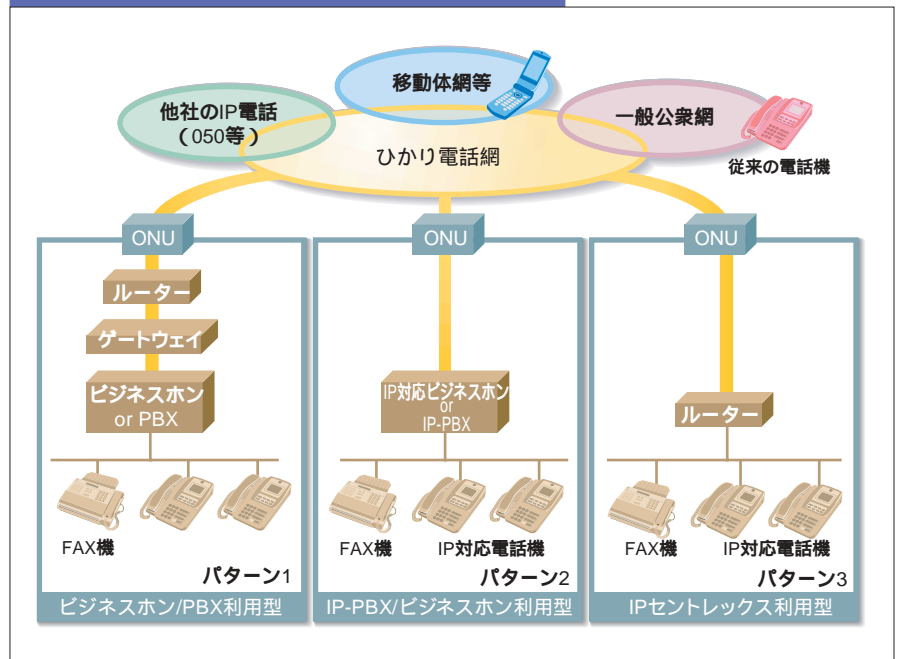 移動体網等
他社のIP電話
（050等）
一般公衆網
ひかり電話網
従来の電話機
ONU
ルーター
ゲートウェイ
ビジネスホン
or PBX
FAX機
パターン1
ビジネスホン/PBX利用型
ONU
IP対応ビジネスホン
or
IP-PBX
FAX機
IP対応電話機
パターン2
IP-PBX/ビジネスホン利用型
ONU
ルーター
FAX機
IP対応電話機
パターン3
IPセントレックス利用型